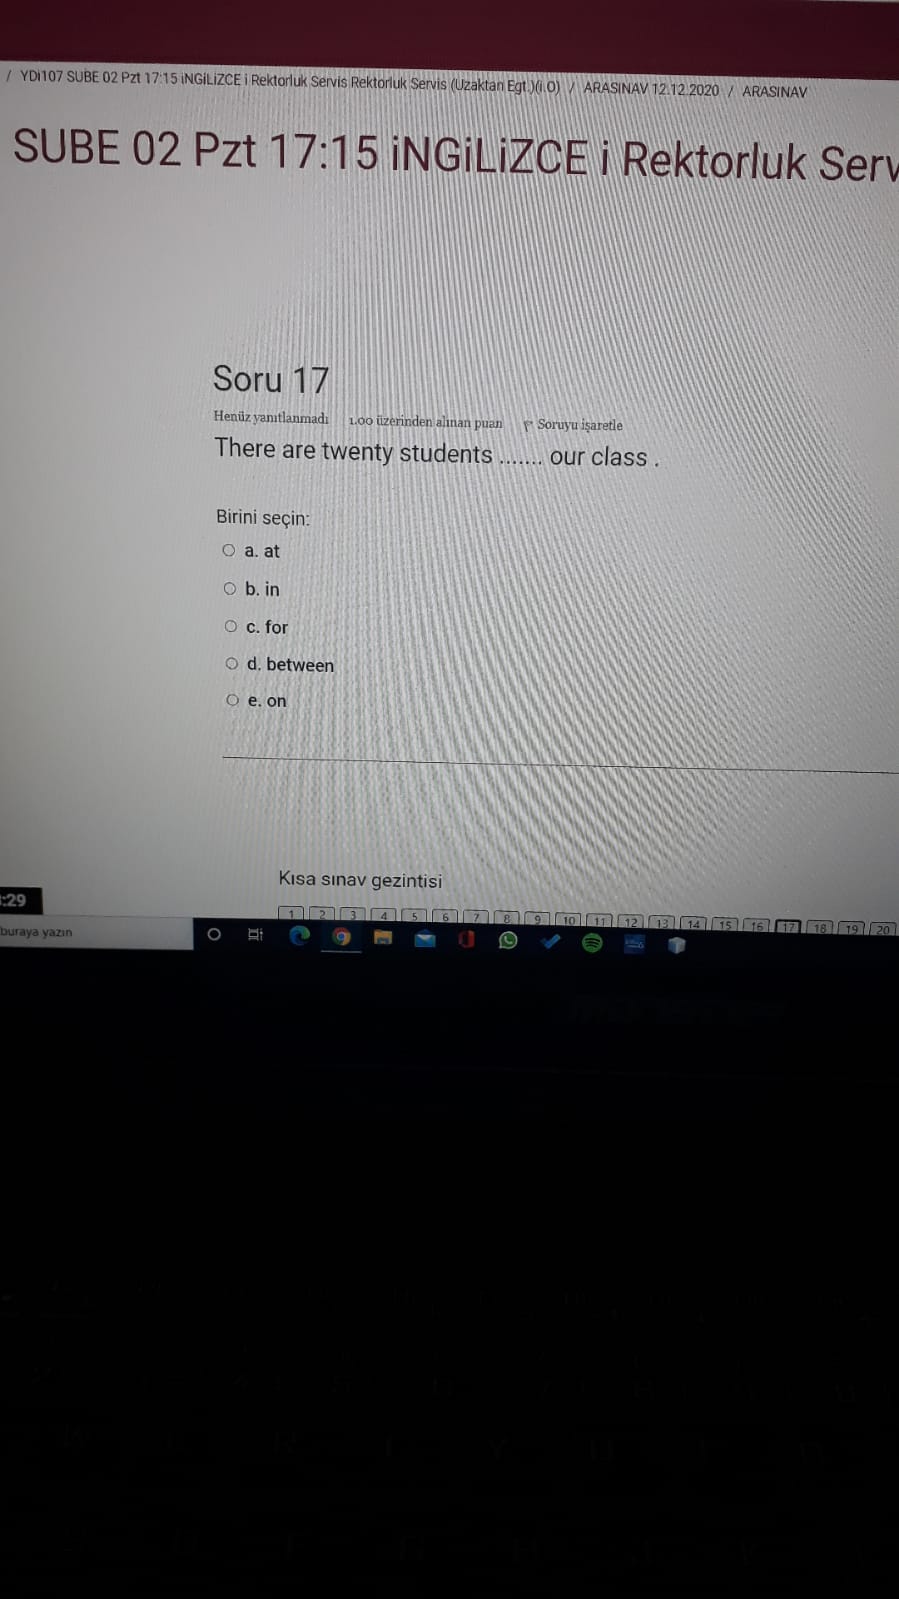 / YDİ107 SUBE 02 Pzt 17:15 iNGiLiZCE i Rektorluk Servis Rektorluk Servis (Uzaktan Egt.)(i.O) / ARASINAV 12.12.2020 / ARASINAV
SUBE 02 Pzt 17:15 iNGiLiZCE i Rektorluk Serv
Soru 17
Henüz yanıtlanmadı 1.00 üzerinden alınan puan Soruyu işaretle
There are twenty students ....... our class .
Birini seçin:
a. at
b. in
c. for
d. between
e. on
Kısa sınav gezintisi
1 2 3 4 5 6 7 8 9 10 11 12 13 14 15 16 17 18 19 20
:29
buraya yazın